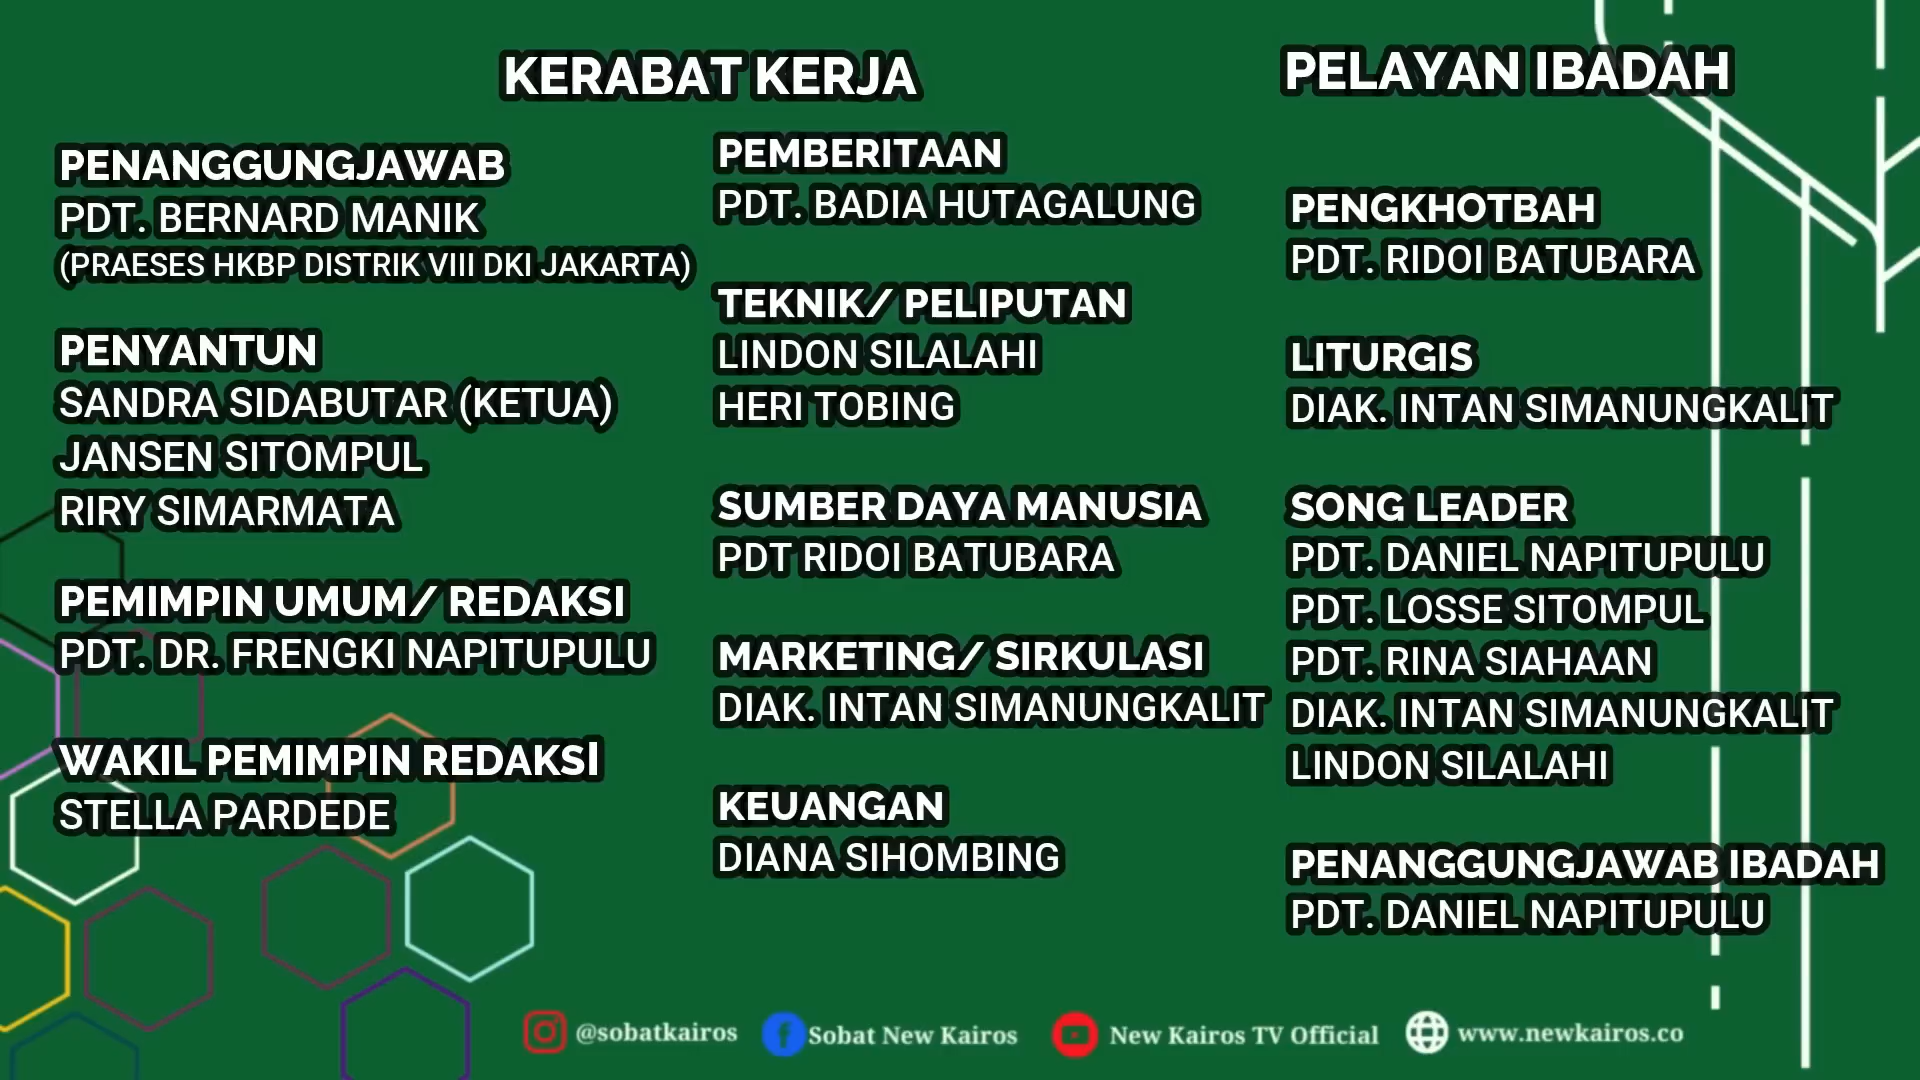 KERABAT KERJA
PENANGGUNGJAWAB
PDT. BERNARD MANIK
(PRAESES HKBP DISTRIK VIII DKI JAKARTA)
PENYANTUN
SANDRA SIDABUTAR (KETUA)
JANSEN SITOMPUL
RIRY SIMARMATA
PEMIMPIN UMUM/ REDAKSI
PDT. DR. FRENGKI NAPITUPULU
WAKIL PEMIMPIN REDAKSI
STELLA PARDEDE
PEMBERITAAN
PDT. BADIA HUTAGALUNG
TEKNIK/ PELIPUTAN
LINDON SILALAHI
HERI TOBING
SUMBER DAYA MANUSIA
PDT RIDOI BATUBARA
MARKETING/ SIRKULASI
DIAK. INTAN SIMANUNGKALIT
KEUANGAN
DIANA SIHOMBING
PELAYAN IBADAH
PENGKHOTBAH
PDT. RIDOI BATUBARA
LITURGIS
DIAK. INTAN SIMANUNGKALIT
SONG LEADER
PDT. DANIEL NAPITUPULU
PDT. LOSSE SITOMPUL
PDT. RINA SIAHAAN
DIAK. INTAN SIMANUNGKALIT
LINDON SILALAHI
PENANGGUNGJAWAB IBADAH
PDT. DANIEL NAPITUPULU
@sobatkairos
Sobat New Kairos
New Kairos TV Official
www.newkairos.co